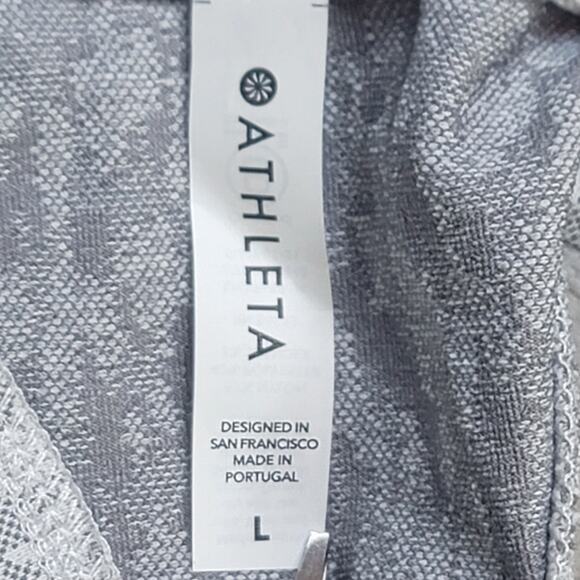 ATHLETA
DESIGNED IN
SAN FRANCISCO
MADE IN
PORTUGAL
L